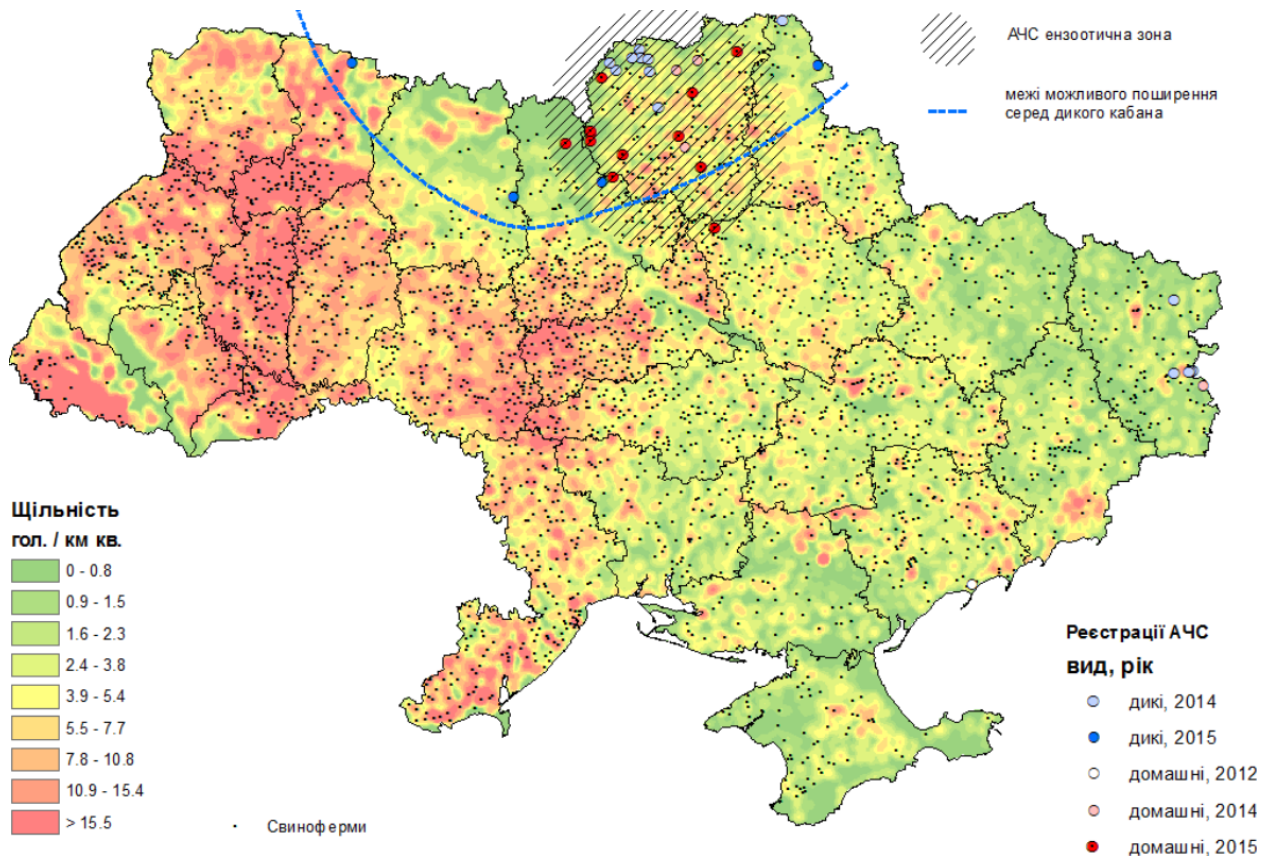 АЧС ензоотична зона
межі можливого поширення
серед дикого кабана
Щільність
гол. / км кв.
0 - 0.8
0.9 - 1.5
1.6 - 2.3
2.4 - 3.8
3.9 - 5.4
5.5 - 7.7
7.8 - 10.8
10.9 - 15.4
> 15.5
Свиноферми
Реєстрації АЧС
вид, рік
дикі, 2014
дикі, 2015
домашні, 2012
домашні, 2014
домашні, 2015